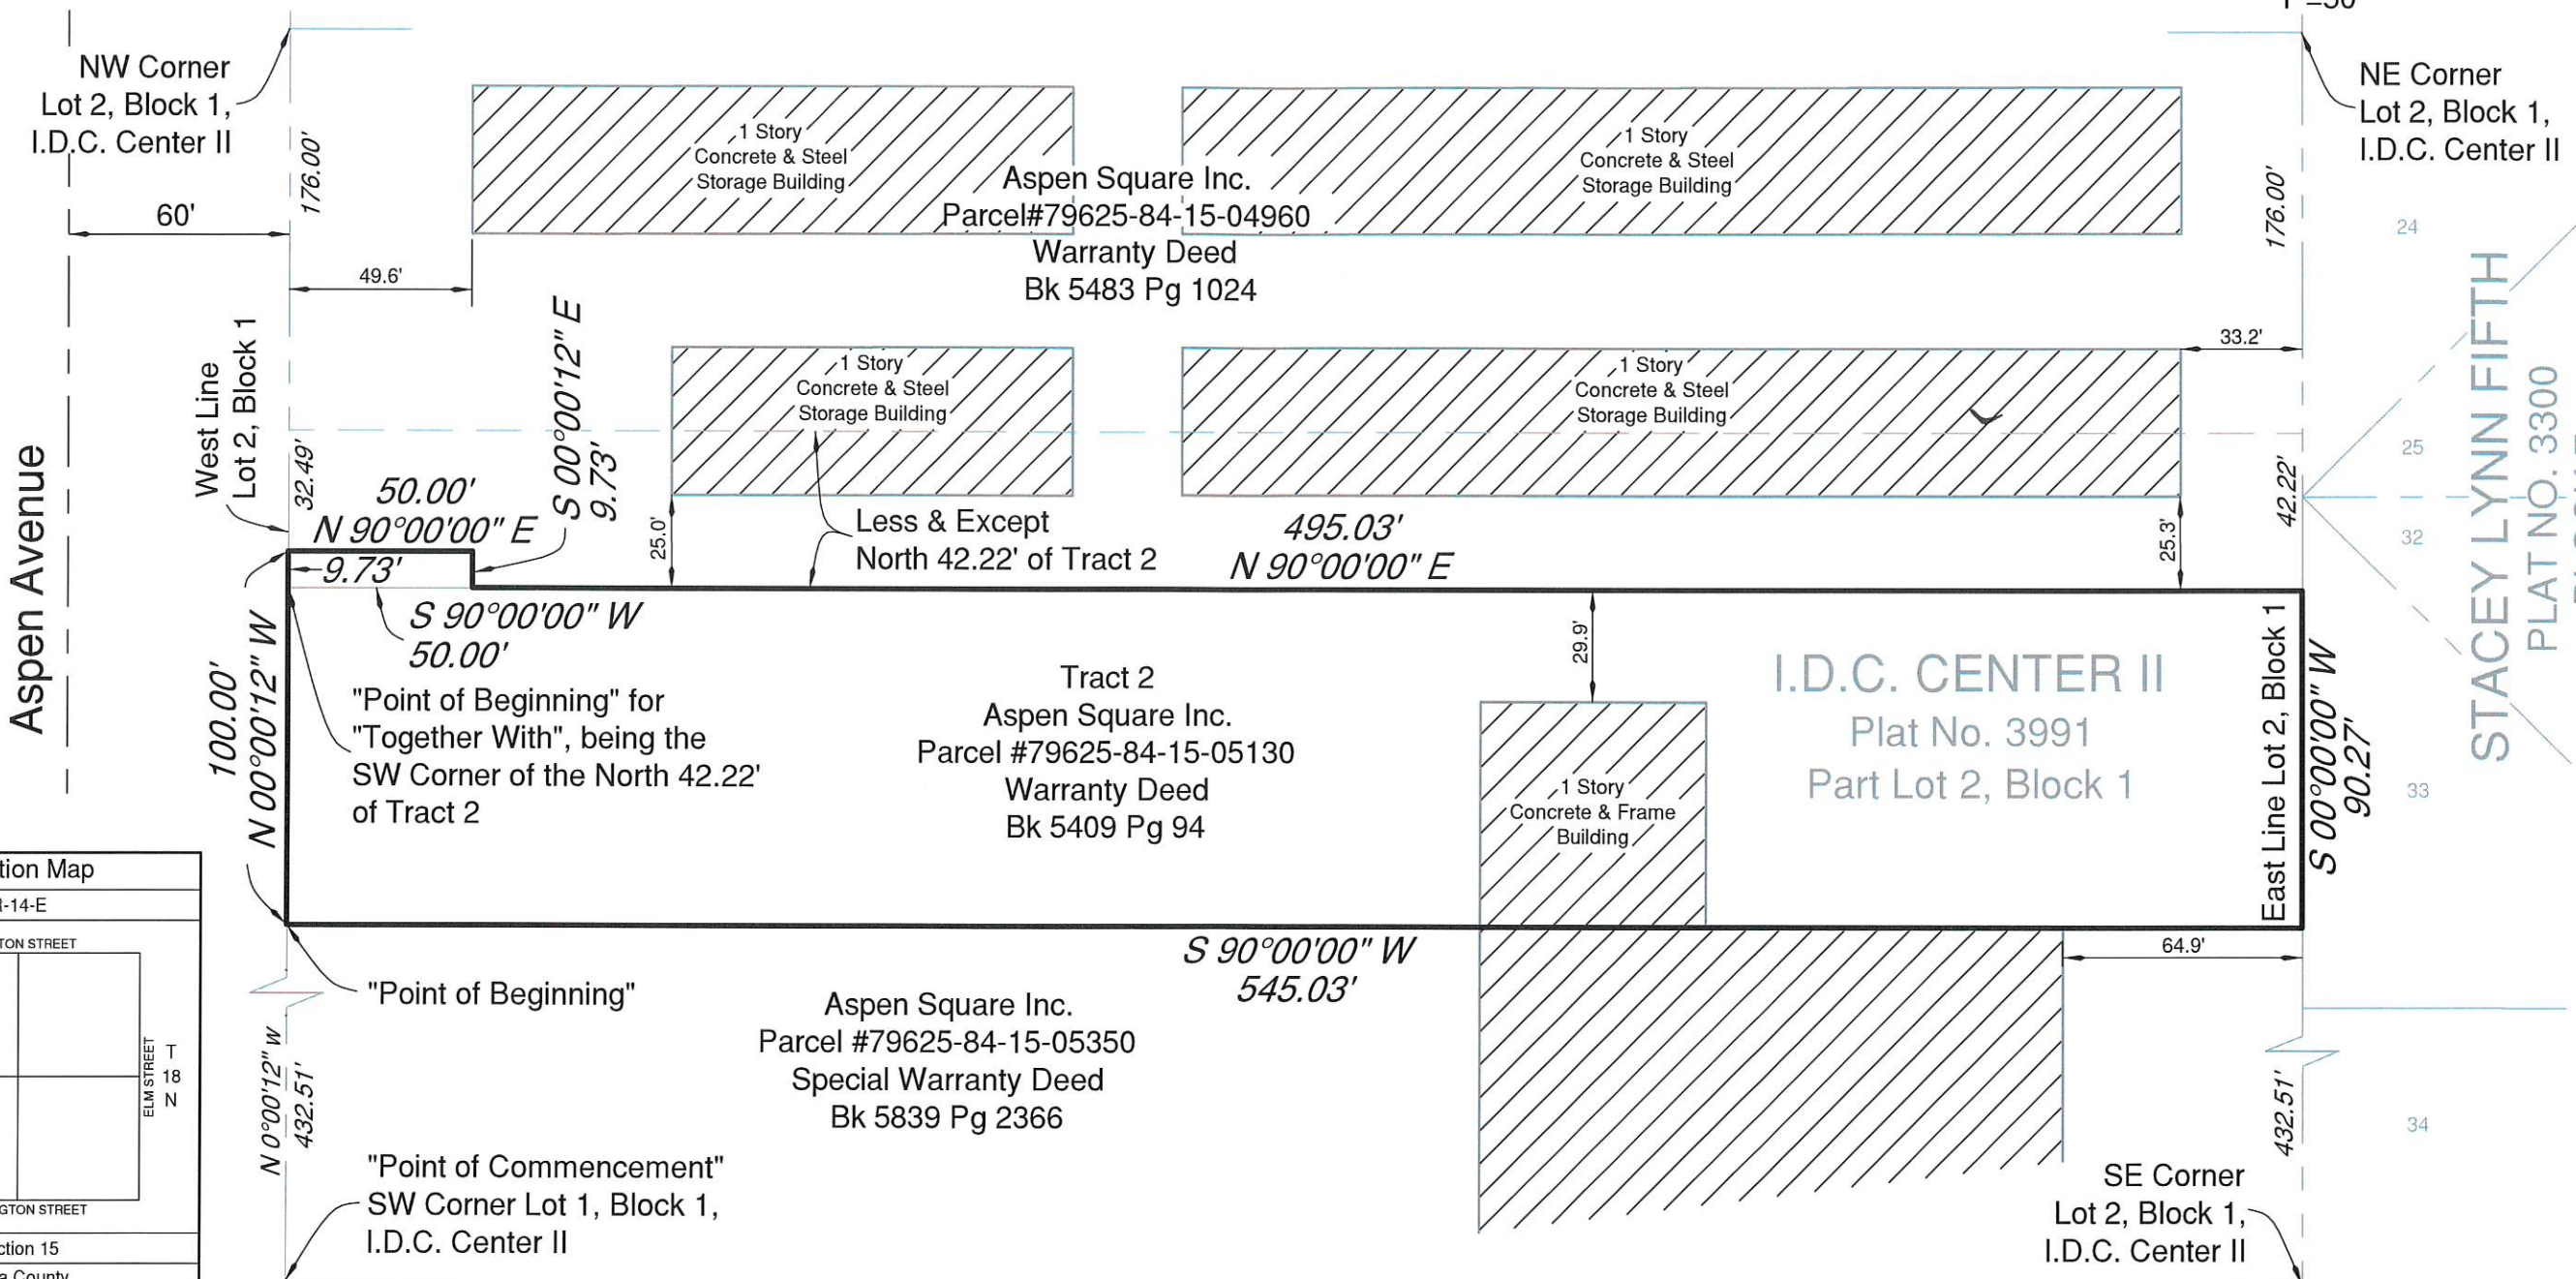 NW Corner
Lot 2, Block 1,
I.D.C. Center II
176.00'
60'
49.6'
1 Story
Concrete & Steel
Storage Building
Aspen Square Inc.
Parcel#79625-84-15-04960
Warranty Deed
Bk 5483 Pg 1024
1 Story
Concrete & Steel
Storage Building
NE Corner
Lot 2, Block 1,
I.D.C. Center II
176.00'
24
33.2'
West Line
Lot 2, Block 1
32.49'
50.00'
N 90°00'00" E
S 00°00'12" E
9.73'
1 Story
Concrete & Steel
Storage Building
1 Story
Concrete & Steel
Storage Building
25.0'
Less & Except
North 42.22' of Tract 2
495.03'
N 90°00'00" E
25.3'
42.22'
25
32
STACEY LYNN FIFTH
PLAT NO. 3300
Aspen Avenue
9.73'
S 90°00'00" W
50.00'
100.00'
N 00°00'12" W
"Point of Beginning" for
"Together With", being the
SW Corner of the North 42.22'
of Tract 2
Tract 2
Aspen Square Inc.
Parcel #79625-84-15-05130
Warranty Deed
Bk 5409 Pg 94
29.9'
1 Story
Concrete & Frame
Building
I.D.C. CENTER II
Plat No. 3991
Part Lot 2, Block 1
East Line Lot 2, Block 1
S 00°00'00" W
90.27'
33
S 90°00'00" W
545.03'
64.9'
"Point of Beginning"
Aspen Square Inc.
Parcel #79625-84-15-05350
Special Warranty Deed
Bk 5839 Pg 2366
N 0°00'12" W
432.51'
"Point of Commencement"
SW Corner Lot 1, Block 1,
I.D.C. Center II
432.51'
34
SE Corner
Lot 2, Block 1,
I.D.C. Center II
Map
-14-E
STREET
ELM STREET
T
18
N
STREET
15
County